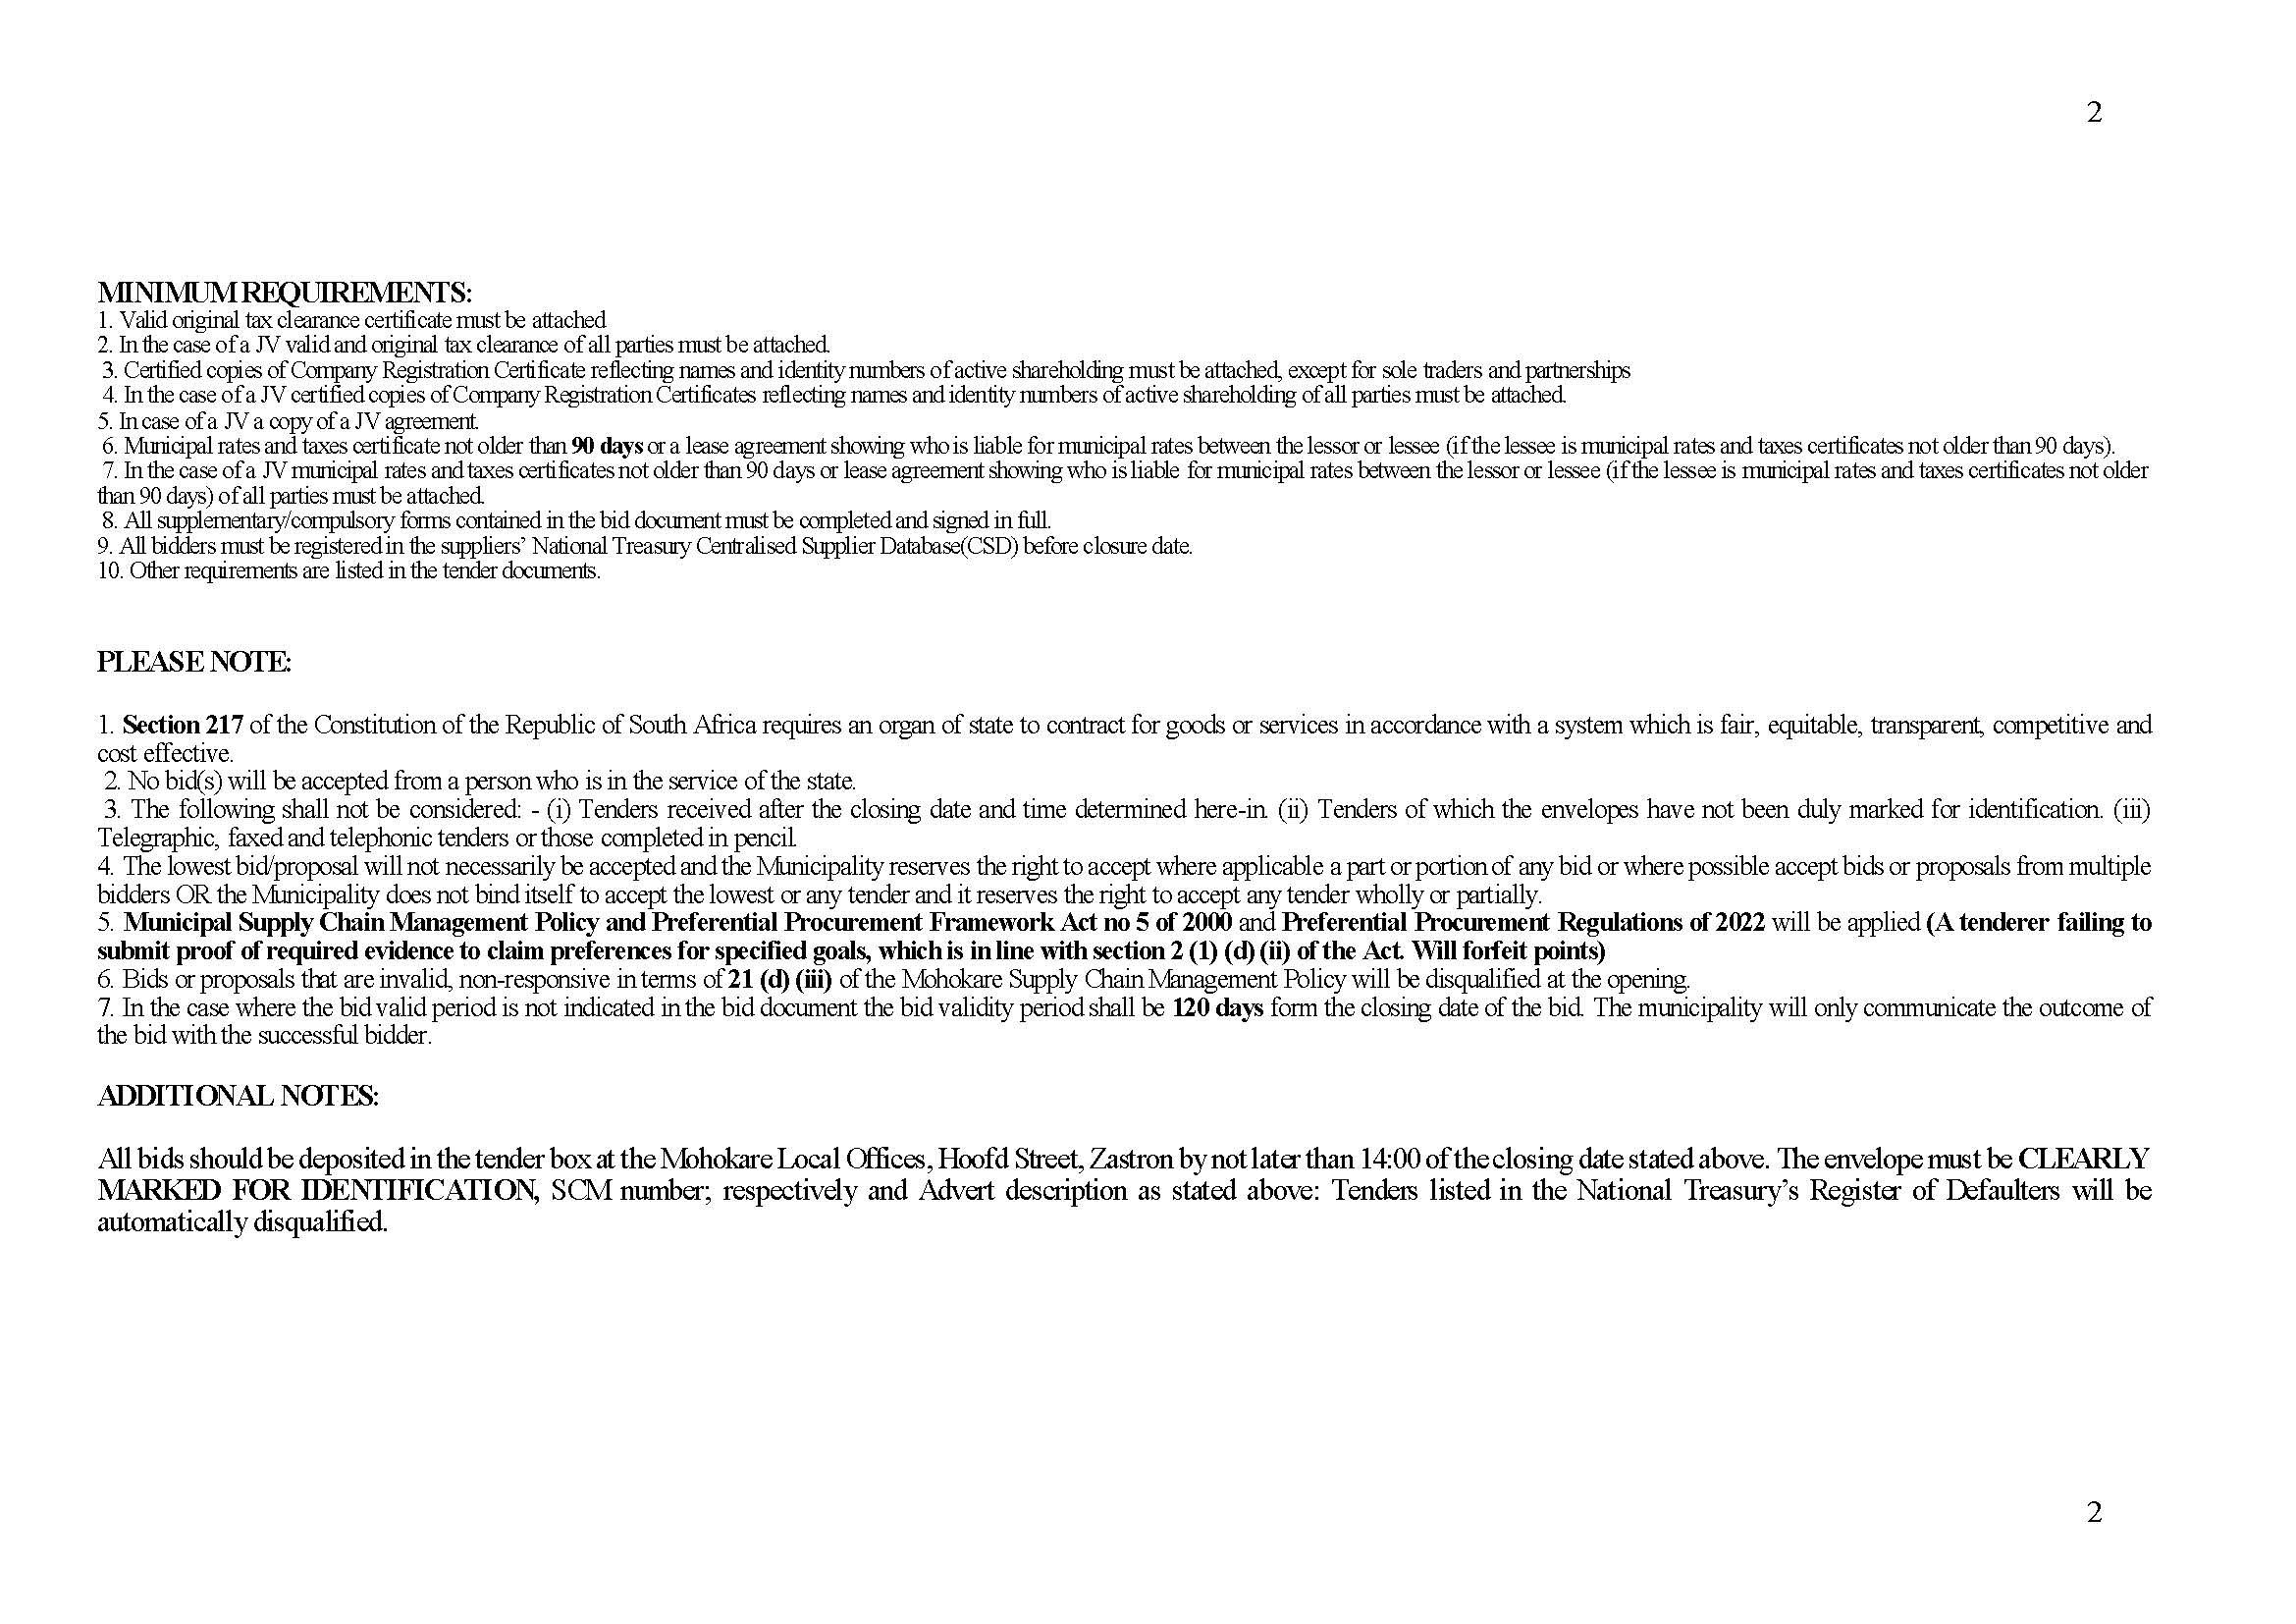 2
MINIMUM REQUIREMENTS:
1. Valid original tax clearance certificate must be attached
2. In the case of a JV valid and original tax clearance of all parties must be attached.
3. Certified copies of Company Registration Certificate reflecting names and identity numbers of active shareholding must be attached, except for sole traders and partnerships
4. In the case of a JV certified copies of Company Registration Certificates reflecting names and identity numbers of active shareholding of all parties must be attached.
5. In case of a JV a copy of a JV agreement.
6. Municipal rates and taxes certificate not older than 90 days or a lease agreement showing who is liable for municipal rates between the lessor or lessee (if the lessee is municipal rates and taxes certificates not older than 90 days).
7. In the case of a JV municipal rates and taxes certificates not older than 90 days or lease agreement showing who is liable for municipal rates between the lessor or lessee (if the lessee is municipal rates and taxes certificates not older
than 90 days) of all parties must be attached.
8. All supplementary/compulsory forms contained in the bid document must be completed and signed in full.
9. All bidders must be registered in the suppliers’ National Treasury Centralised Supplier Database(CSD) before closure date.
10. Other requirements are listed in the tender documents.
PLEASE NOTE:
1. Section 217 of the Constitution of the Republic of South Africa requires an organ of state to contract for goods or services in accordance with a system which is fair, equitable, transparent, competitive and
cost effective.
2. No bid(s) will be accepted from a person who is in the service of the state.
3. The following shall not be considered: - (i) Tenders received after the closing date and time determined here-in. (ii) Tenders of which the envelopes have not been duly marked for identification. (iii)
Telegraphic, faxed and telephonic tenders or those completed in pencil.
4. The lowest bid/proposal will not necessarily be accepted and the Municipality reserves the right to accept where applicable a part or portion of any bid or where possible accept bids or proposals from multiple
bidders OR the Municipality does not bind itself to accept the lowest or any tender and it reserves the right to accept any tender wholly or partially.
5. Municipal Supply Chain Management Policy and Preferential Procurement Framework Act no 5 of 2000 and Preferential Procurement Regulations of 2022 will be applied (A tenderer failing to
submit proof of required evidence to claim preferences for specified goals, which is in line with section 2 (1) (d) (ii) of the Act. Will forfeit points)
6. Bids or proposals that are invalid, non-responsive in terms of 21 (d) (iii) of the Mohokare Supply Chain Management Policy will be disqualified at the opening.
7. In the case where the bid valid period is not indicated in the bid document the bid validity period shall be 120 days form the closing date of the bid. The municipality will only communicate the outcome of
the bid with the successful bidder.
ADDITIONAL NOTES:
All bids should be deposited in the tender box at the Mohokare Local Offices, Hoofd Street, Zastron by not later than 14:00 of the closing date stated above. The envelope must be CLEARLY
MARKED FOR IDENTIFICATION, SCM number; respectively and Advert description as stated above: Tenders listed in the National Treasury’s Register of Defaulters will be
automatically disqualified.
2